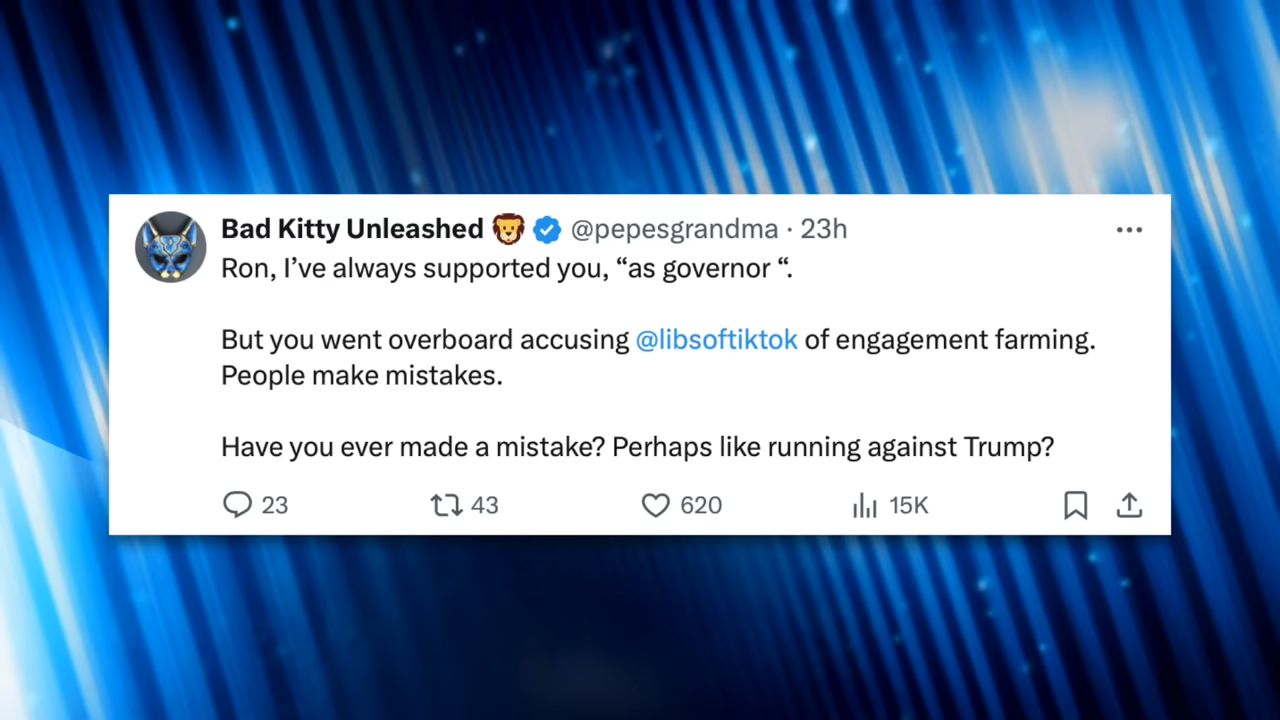 Bad Kitty Unleashed 🦁 @pepesgrandma · 23h
Ron, I’ve always supported you, “as governor “.
But you went overboard accusing @libsoftiktok of engagement farming.
People make mistakes.
Have you ever made a mistake? Perhaps like running against Trump?
23 43 620 15K